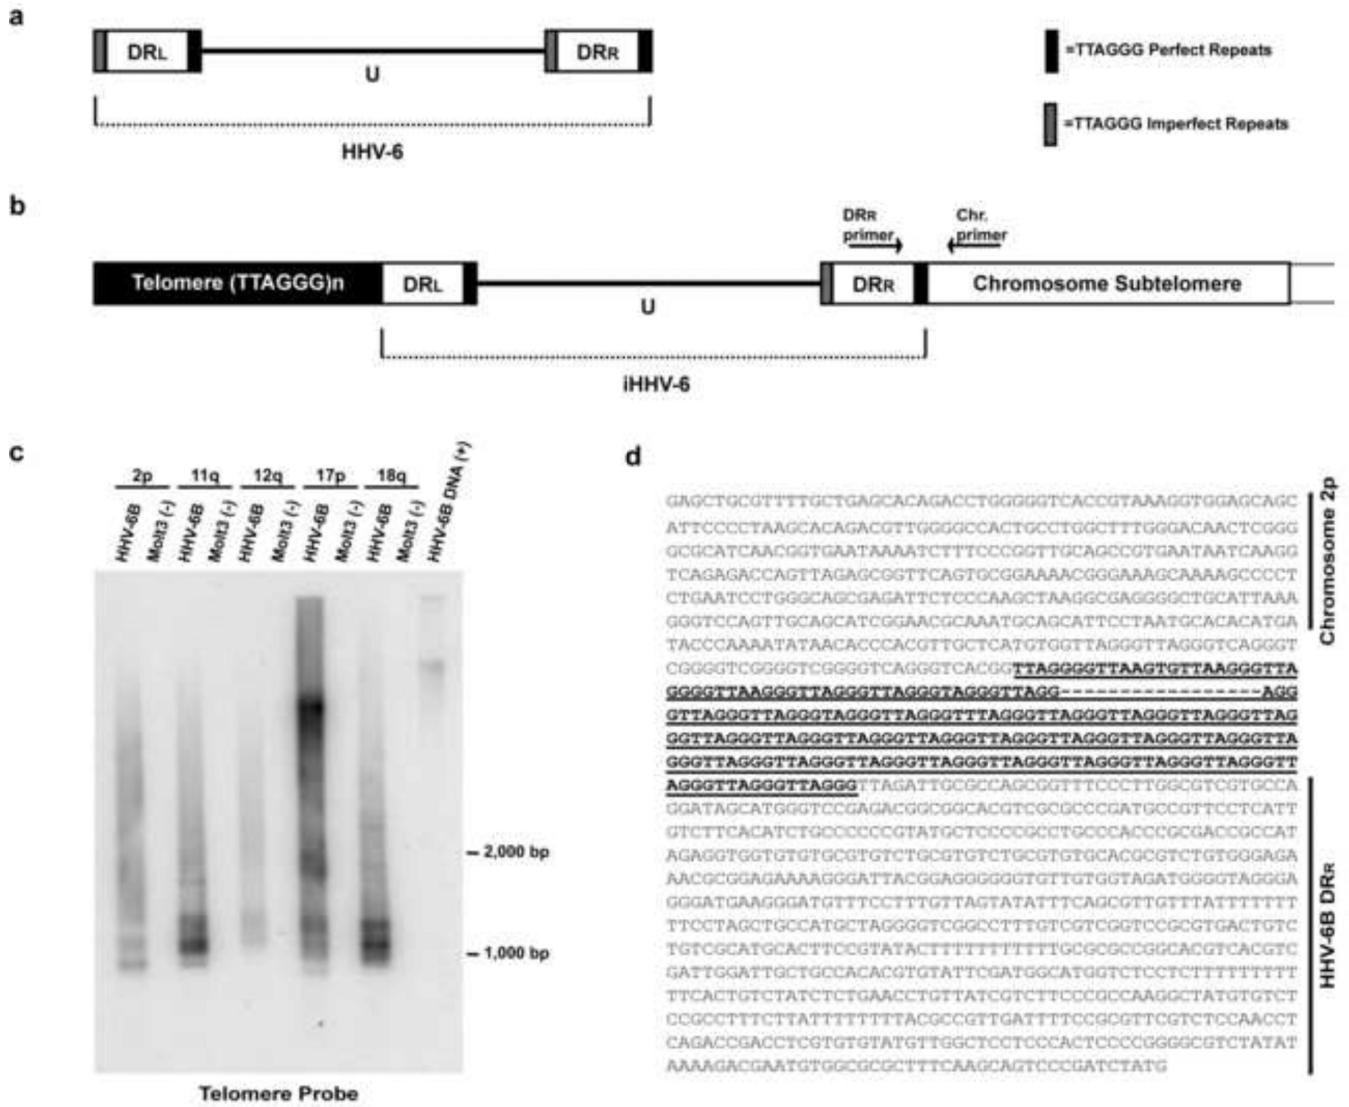 a
DRL
U
DRR
HHV-6
=TTAGGG Perfect Repeats
=TTAGGG Imperfect Repeats
b
DRR
primer
Chr.
primer
Telomere (TTAGGG)n
DRL
U
DRR
Chromosome Subtelomere
iHHV-6
c
2p
11q
12q
17p
18q
HHV-6B
Molt3 (-)
HHV-6B
Molt3 (-)
HHV-6B
Molt3 (-)
HHV-6B
Molt3 (-)
HHV-6B
Molt3 (-)
HHV-6B DNA (+)
2,000 bp
1,000 bp
Telomere Probe
d
GAGCTGCGTTTTGCTGAGCACAGACCTGGGGGTCACCGTAAAGGTGGAGCAGC
ATTCCCCTAAGCACAGACGTTGGGGCCACTGCCTGGCTTTGGGACAACTCGGG
GCGCATCAACGGTGAATAAAATCTTTCCCGGTTGCAGCCGTGAATAATCAAGG
TCAGAGACCAGTTAGAGCGGTTCAGTGCGGAAAACGGGAAAGCAAAAGCCCCT
CTGAATCCTGGGCAGCGAGATTCTCCCAAGCTAAGGCGAGGGGCTGCATTAAA
GGGTCCAGTTGCAGCATCGGAACGCAAATGCAGCATTCCTAATGCACACATGA
TACCCAAAATATAACACCCACGTTGCTCATGTGGTTAGGGTTAGGGTCAGGGT
CGGGGTCGGGGTCGGGGTCAGGGTCACGGTTAGGGGTTAAGTGTTAAGGGTTA
GGGGTTAAGGGTTAGGGTTAGGGTAGGGTTAGG-----------------AGG
GTTAGGGTTAGGGTAGGGTTAGGGTTTAGGGTTAGGGTTAGGGTTAGGGTTAG
GGTTAGGGTTAGGGTTAGGGTTAGGGTTAGGGTTAGGGTTAGGGTTAGGGTTA
GGGTTAGGGTTAGGGTTAGGGTTAGGGTTAGGGTTAGGGTTAGGGTTAGGGTT
AGGGTTAGGGTTAGGGTTAGATTGCGCCAGCGGTTTCCCTTGGCGTCGTGCCA
GGATAGCATGGGTCCGAGACGGCGGCACGTCGCGCCCGATGCCGTTCCTCATT
GTCTTCACATCTGCCCCCCGTATGCTCCCCGCCTGCCCACCCGCGACCGCCAT
AGAGGTGGTGTGTGCGTGTCTGCGTGTCTGCGTGTGCACGCGTCTGTGGGAGA
AACGCGGAGAAAAGGGATTACGGAGGGGGGTGTTGTGGTAGATGGGGTAGGGA
GGGATGAAGGGATGTTTCCTTTGTTAGTATATTTCAGCGTTGTTTATTTTTTT
TTCCTAGCTGCCATGCTAGGGGTCGGCCTTTGTCGTCGGTCCGCGTGACTGTC
TGTCGCATGCACTTCCGTATACTTTTTTTTTTTGCGCGCCGGCACGTCACGTC
GATTGGATTGCTGCCACACGTGTATTCGATGGCATGGTCTCCTCTTTTTTTTT
TTCACTGTCTATCTCTGAACCTGTTATCGTCTTCCCGCCAAGGCTATGTGTCT
CCGCCTTTCTTATTTTTTTTACGCCGTTGATTTTCCGCGTTCGTCTCCAACCT
CAGACCGACCTCGTGTGTATGTTGGCTCCTCCCACTCCCCGGGGCGTCTATAT
AAAAGACGAATGTGGCGCGCTTTCAAGCAGTCCCGATCTATG
Chromosome 2p
HHV-6B DRR